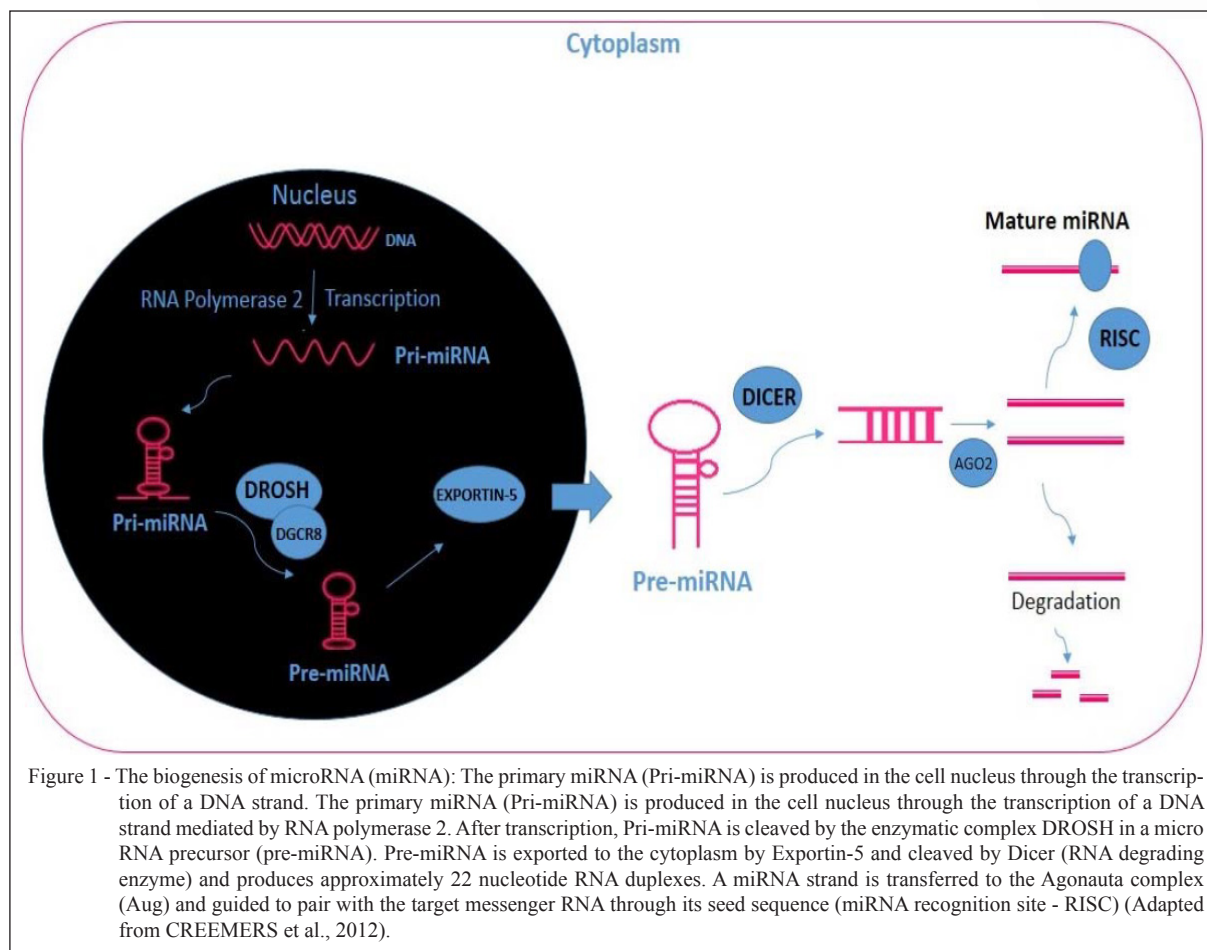 Cytoplasm
Nucleus
DNA
RNA Polymerase 2
Transcription
Pri-miRNA
Pri-miRNA
DROSH
DGCR8
EXPORTIN-5
Pre-miRNA
Pre-miRNA
DICER
AGO2
Mature miRNA
RISC
Degradation
Figure 1 - The biogenesis of microRNA (miRNA): The primary miRNA (Pri-miRNA) is produced in the cell nucleus through the transcrip-
tion of a DNA strand. The primary miRNA (Pri-miRNA) is produced in the cell nucleus through the transcription of a DNA
strand mediated by RNA polymerase 2. After transcription, Pri-miRNA is cleaved by the enzymatic complex DROSH in a micro
RNA precursor (pre-miRNA). Pre-miRNA is exported to the cytoplasm by Exportin-5 and cleaved by Dicer (RNA degrading
enzyme) and produces approximately 22 nucleotide RNA duplexes. A miRNA strand is transferred to the Agonauta complex
(Aug) and guided to pair with the target messenger RNA through its seed sequence (miRNA recognition site - RISC) (Adapted
from CREEMERS et al., 2012).